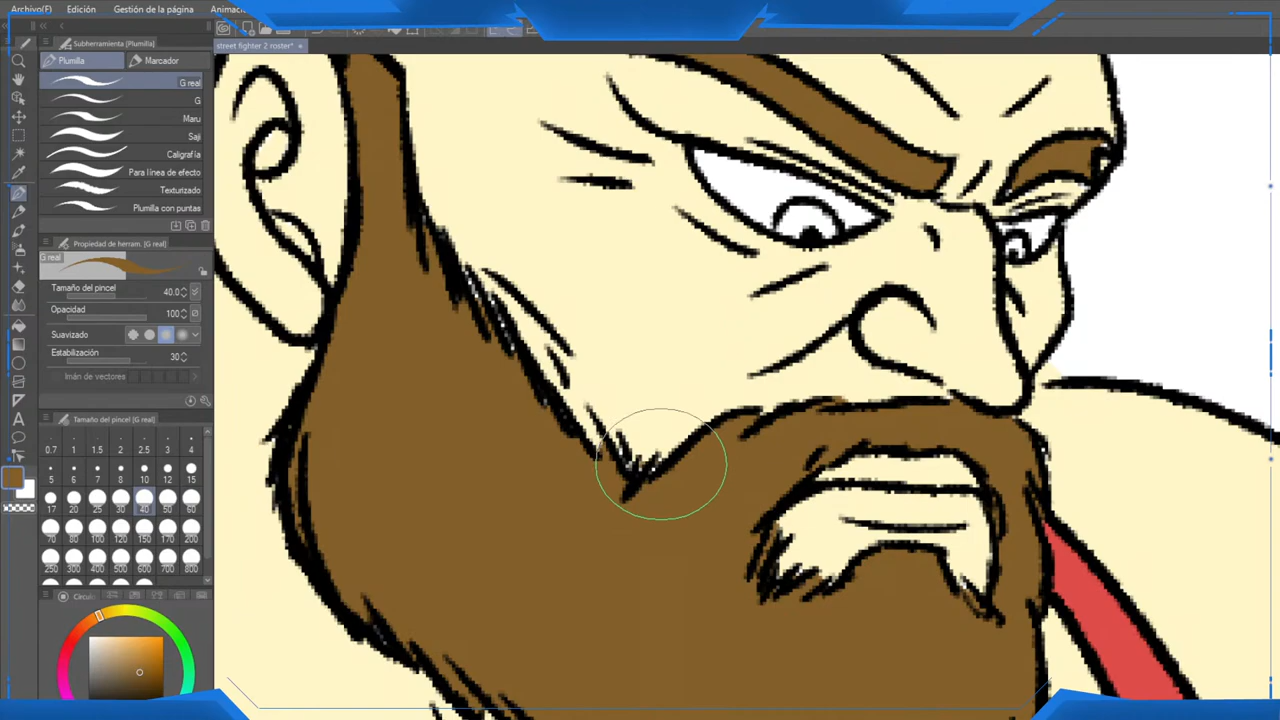 Archivo(F) Edición Gestión de la página Animació
street fighter 2 roster*
Subherramienta (Plumilla)
Plumilla Marcador
G real
G
Maru
Saji
Caligrafía
Para línea de efecto
Texturizado
Plumilla con puntas
Propiedad de herram. (G real)
G real
Tamaño del pincel 40.0
Opacidad 100
Suavizado
Estabilización 30
Imán de vectores
Tamaño del pincel (G real)
0.7 1 1.5 2 2.5 3 4
5 6 7 8 10 12 15
17 20 25 30 40 50 60
70 80 100 120 150 170 200
250 300 400 500 600 700 800
Círculo